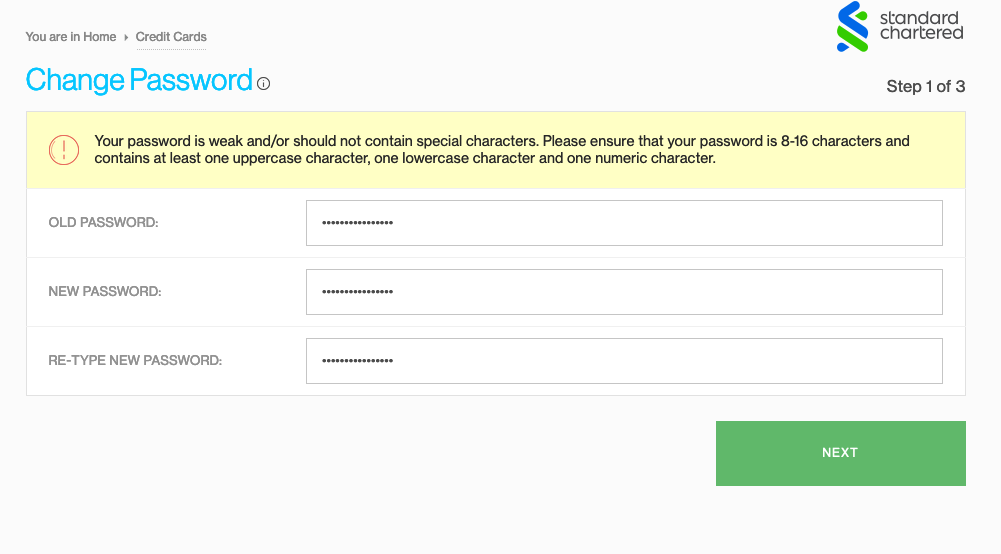 You are in Home ▸ Credit Cards
standard
chartered
Change Password
Step 1 of 3
Your password is weak and/or should not contain special characters. Please ensure that your password is 8-16 characters and
contains at least one uppercase character, one lowercase character and one numeric character.
OLD PASSWORD: ••••••••••••••••
NEW PASSWORD: ••••••••••••••••
RE-TYPE NEW PASSWORD: ••••••••••••••••
NEXT